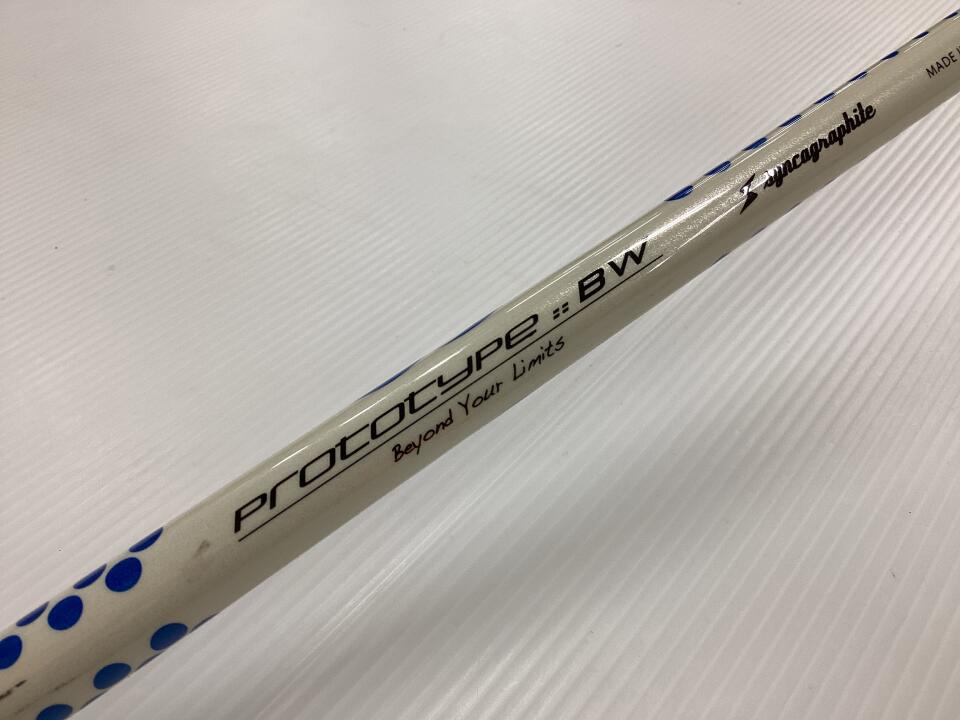 PROTOTYPE :: BW
Beyond Your Limits
syncagraphite
MADE